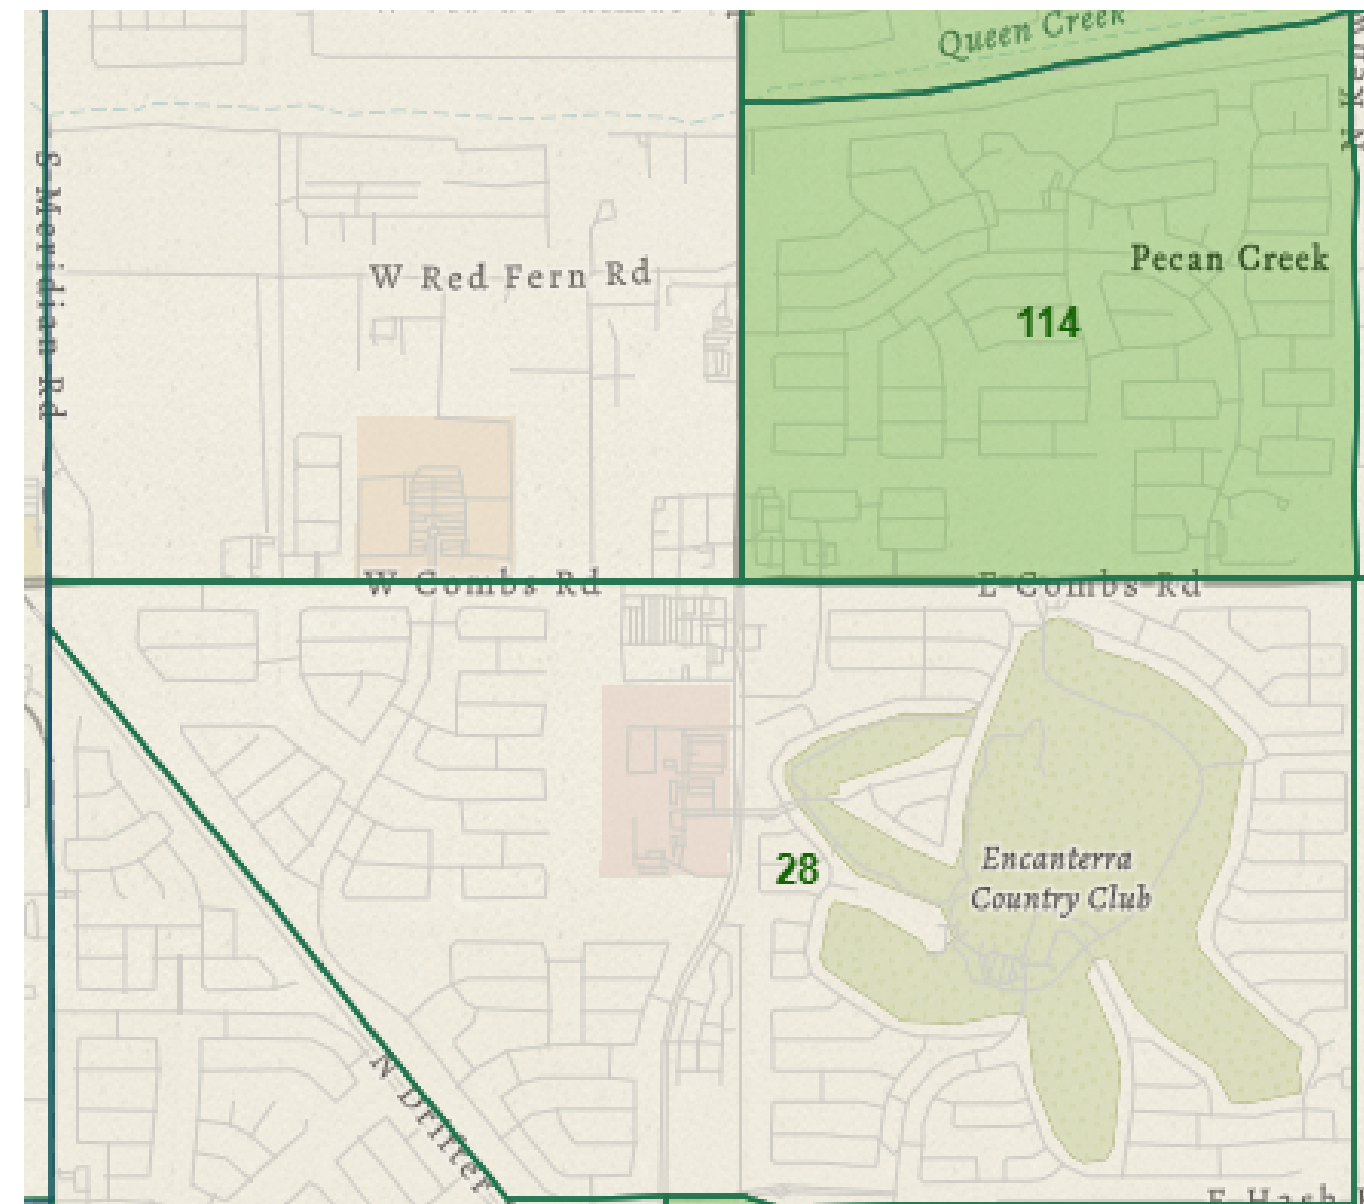 Queen Creek
S Meridian Rd
W Red Fern Rd
Pecan Creek
114
W Combs Rd
E Combs Rd
28
Encanterra
Country Club
N Drifter
E Hash